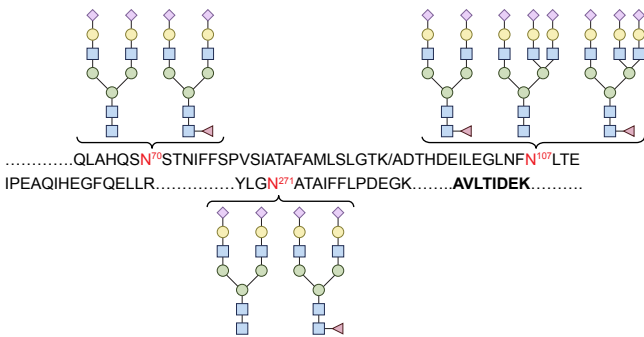 .............QLAHQSN⁷⁰STNIFFSPVSIATAFAMLSLGTK/ADTHDEILEGLNFN¹⁰⁷LTE
IPEAQIHEGFQELLR................YLGN²⁷¹ATAIFFLPDEGK........AVLTIDEK..........